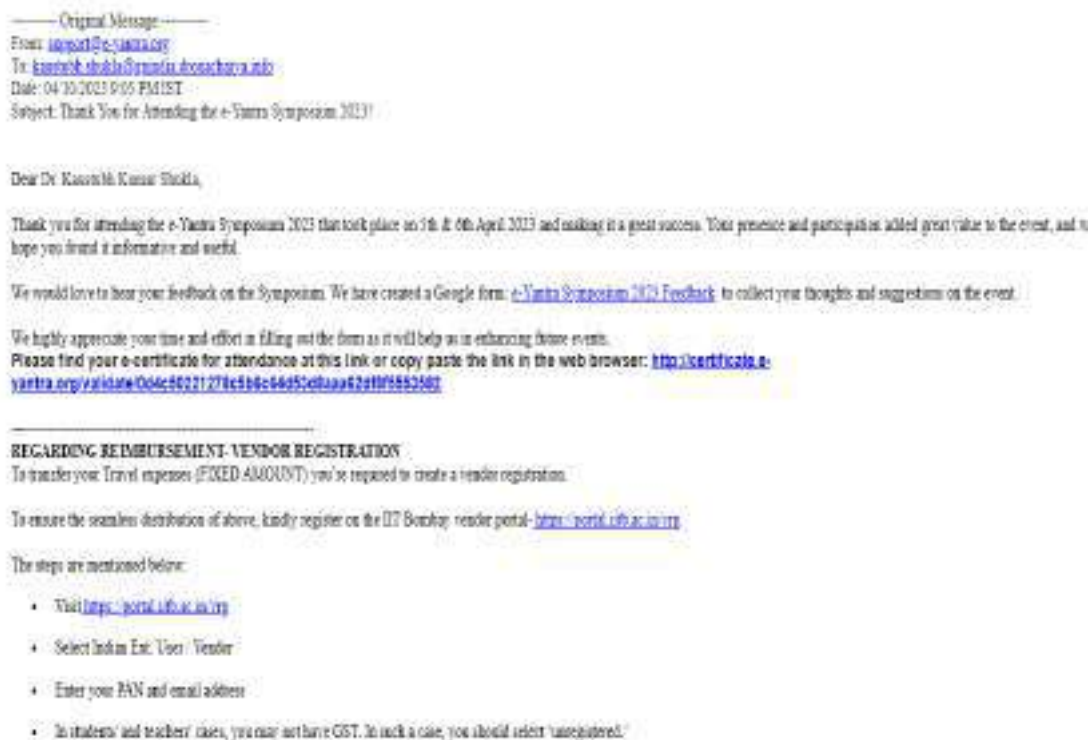 ---------- Original Message ----------
From: support@e-yantra.org
To:
Date: 04/10/2023 9:05 PM IST
Subject: Thank You for Attending the e-Yantra Symposium 2023!
Dear Dr. Kaustubh Kumar Shukla,
Thank you for attending the e-Yantra Symposium 2023 that took place on 5th & 6th April 2023 and making it a great success. Your presence and participation added great value to the event, and
hope you found it informative and useful.
We would love to hear your feedback on the Symposium. We have created a Google form: e-Yantra Symposium 2023 Feedback to collect your thoughts and suggestions on the event.
We highly appreciate your time and effort in filling out the form as it will help us in enhancing future events.
Please find your e-certificate for attendance at this link or copy paste the link in the web browser: http://certificate.e-
REGARDING REIMBURSEMENT- VENDOR REGISTRATION
To transfer your Travel expenses (FIXED AMOUNT) you're required to create a vendor registration.
To ensure the seamless distribution of above, kindly register on the IIT Bombay vendor portal-
The steps are mentioned below:
• Visit
• Select Indian Ent. User / Vendor
• Enter your PAN and email address
• In students' and teachers' cases, you may not have GST. In such a case, you should select 'unregistered.'